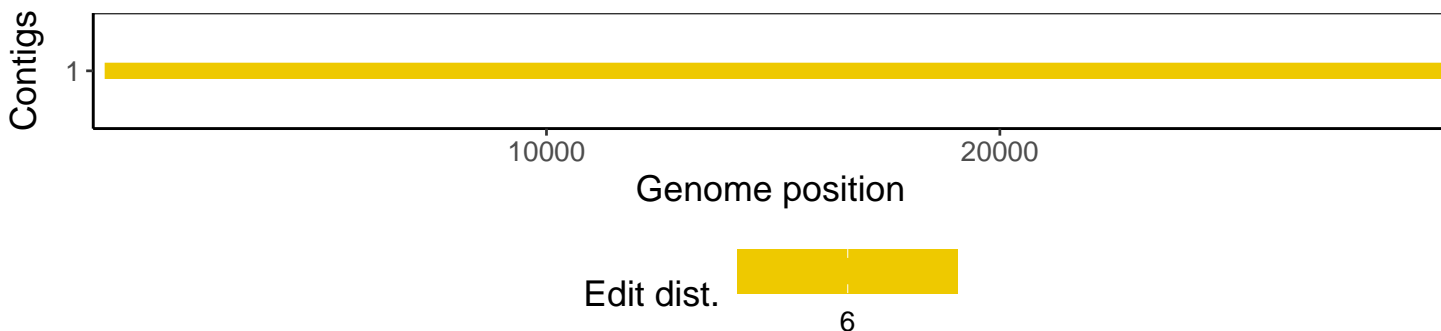 Contigs
1
10000
20000
Genome position
Edit dist.
6